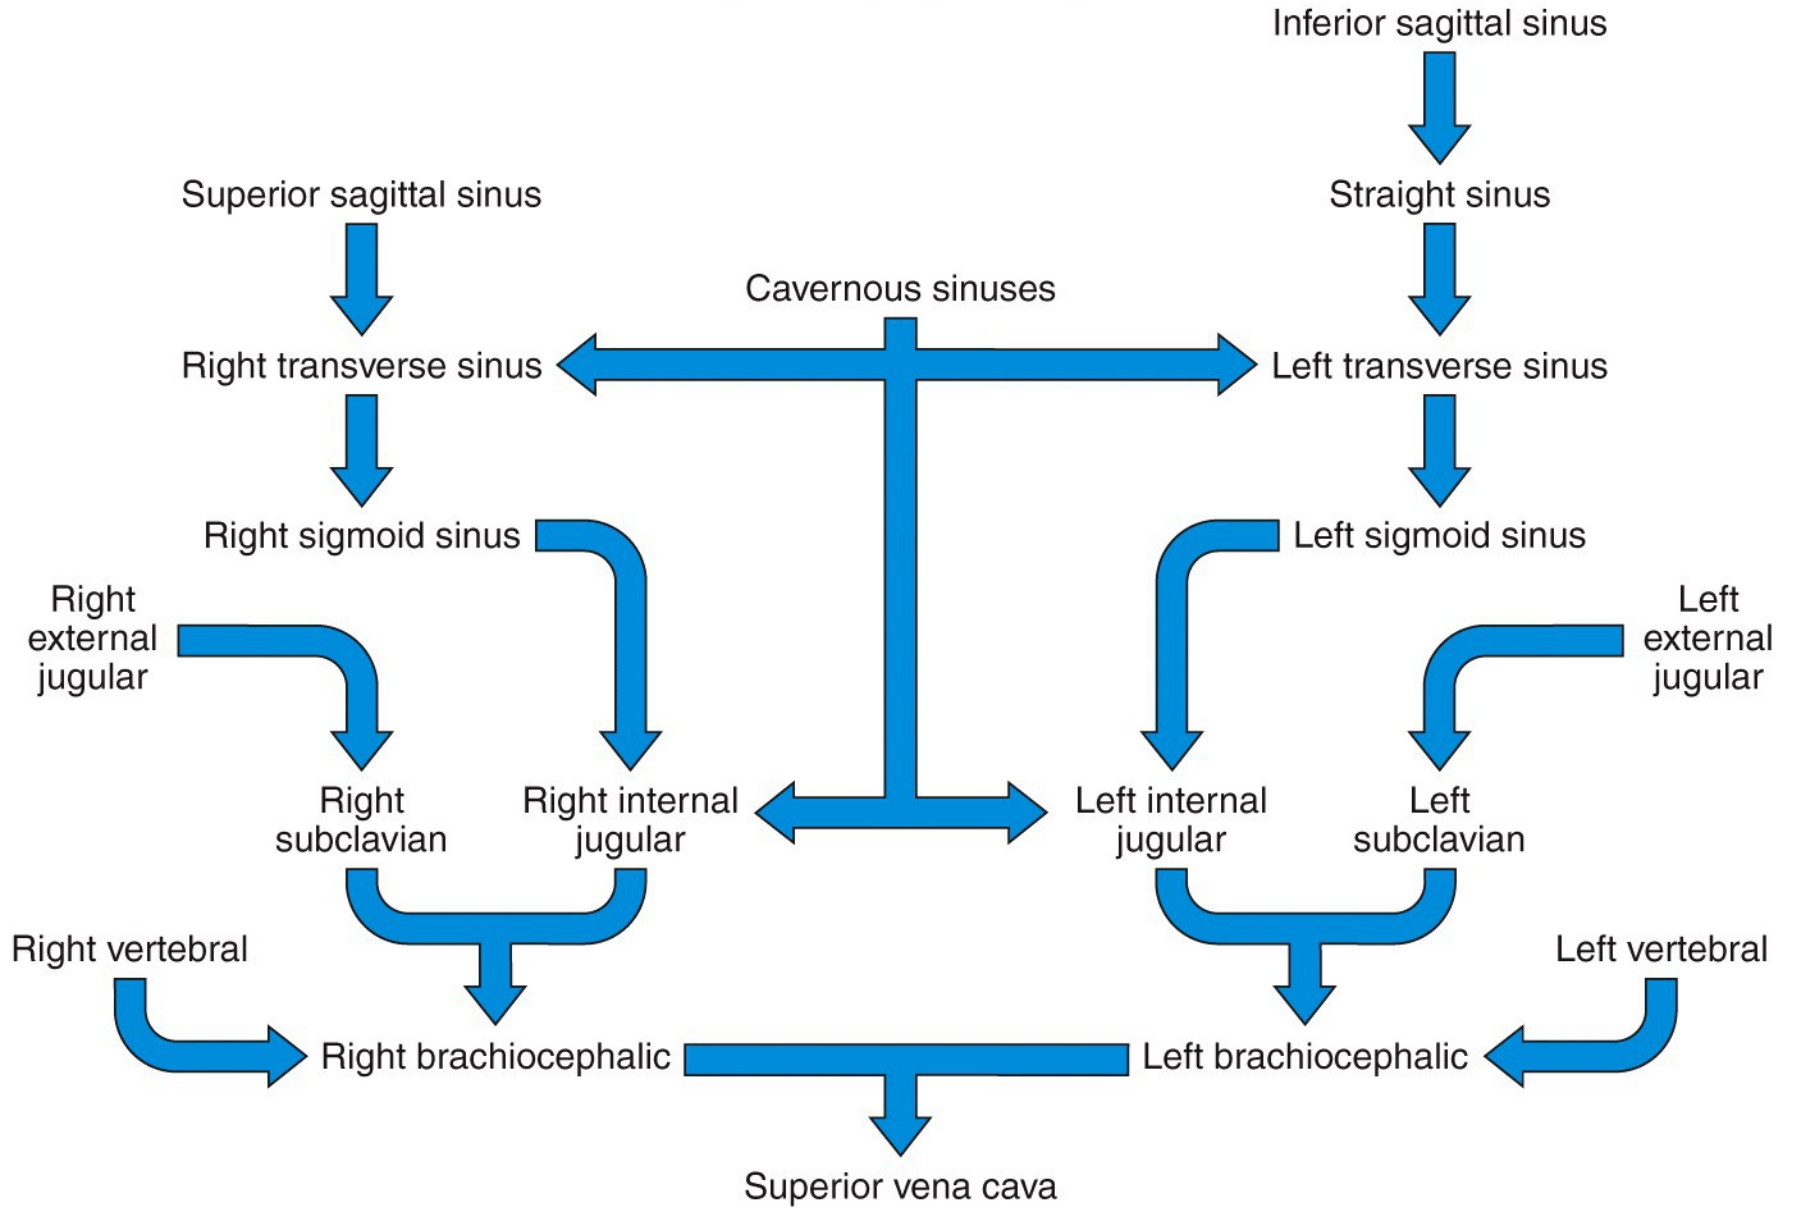 Inferior sagittal sinus
Superior sagittal sinus
Straight sinus
Cavernous sinuses
Right transverse sinus
Left transverse sinus
Right sigmoid sinus
Left sigmoid sinus
Right
external
jugular
Left
external
jugular
Right
subclavian
Right internal
jugular
Left internal
jugular
Left
subclavian
Right vertebral
Left vertebral
Right brachiocephalic
Left brachiocephalic
Superior vena cava